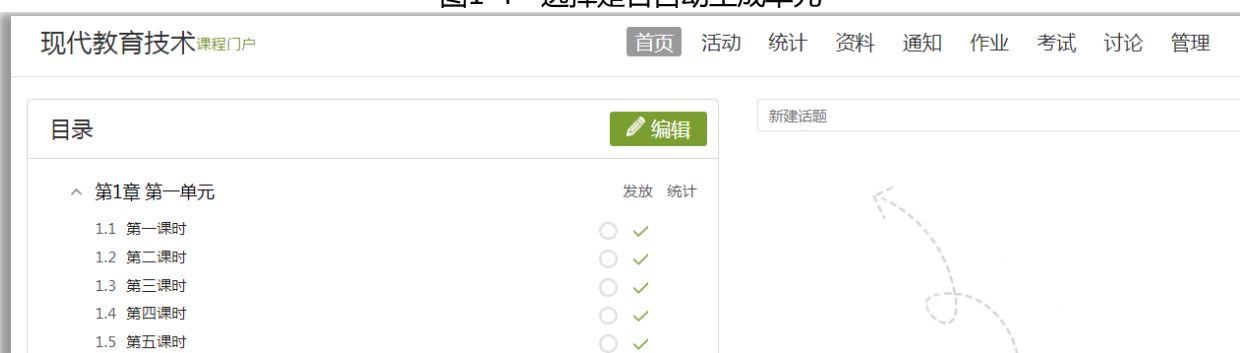 现代教育技术课程门户
首页 活动 统计 资料 通知 作业 考试 讨论 管理
目录
编辑
新建话题
第1章 第一单元
发放 统计
1.1 第一课时
1.2 第二课时
1.3 第三课时
1.4 第四课时
1.5 第五课时